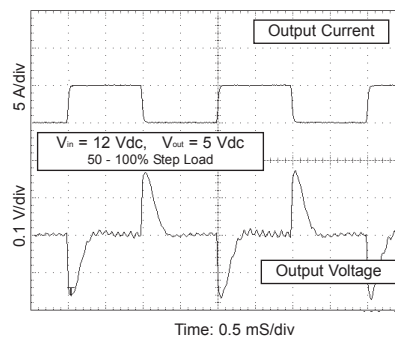 Output Current
5 A/div
Vin = 12 Vdc, Vout = 5 Vdc
50 - 100% Step Load
0.1 V/div
Output Voltage
Time: 0.5 mS/div